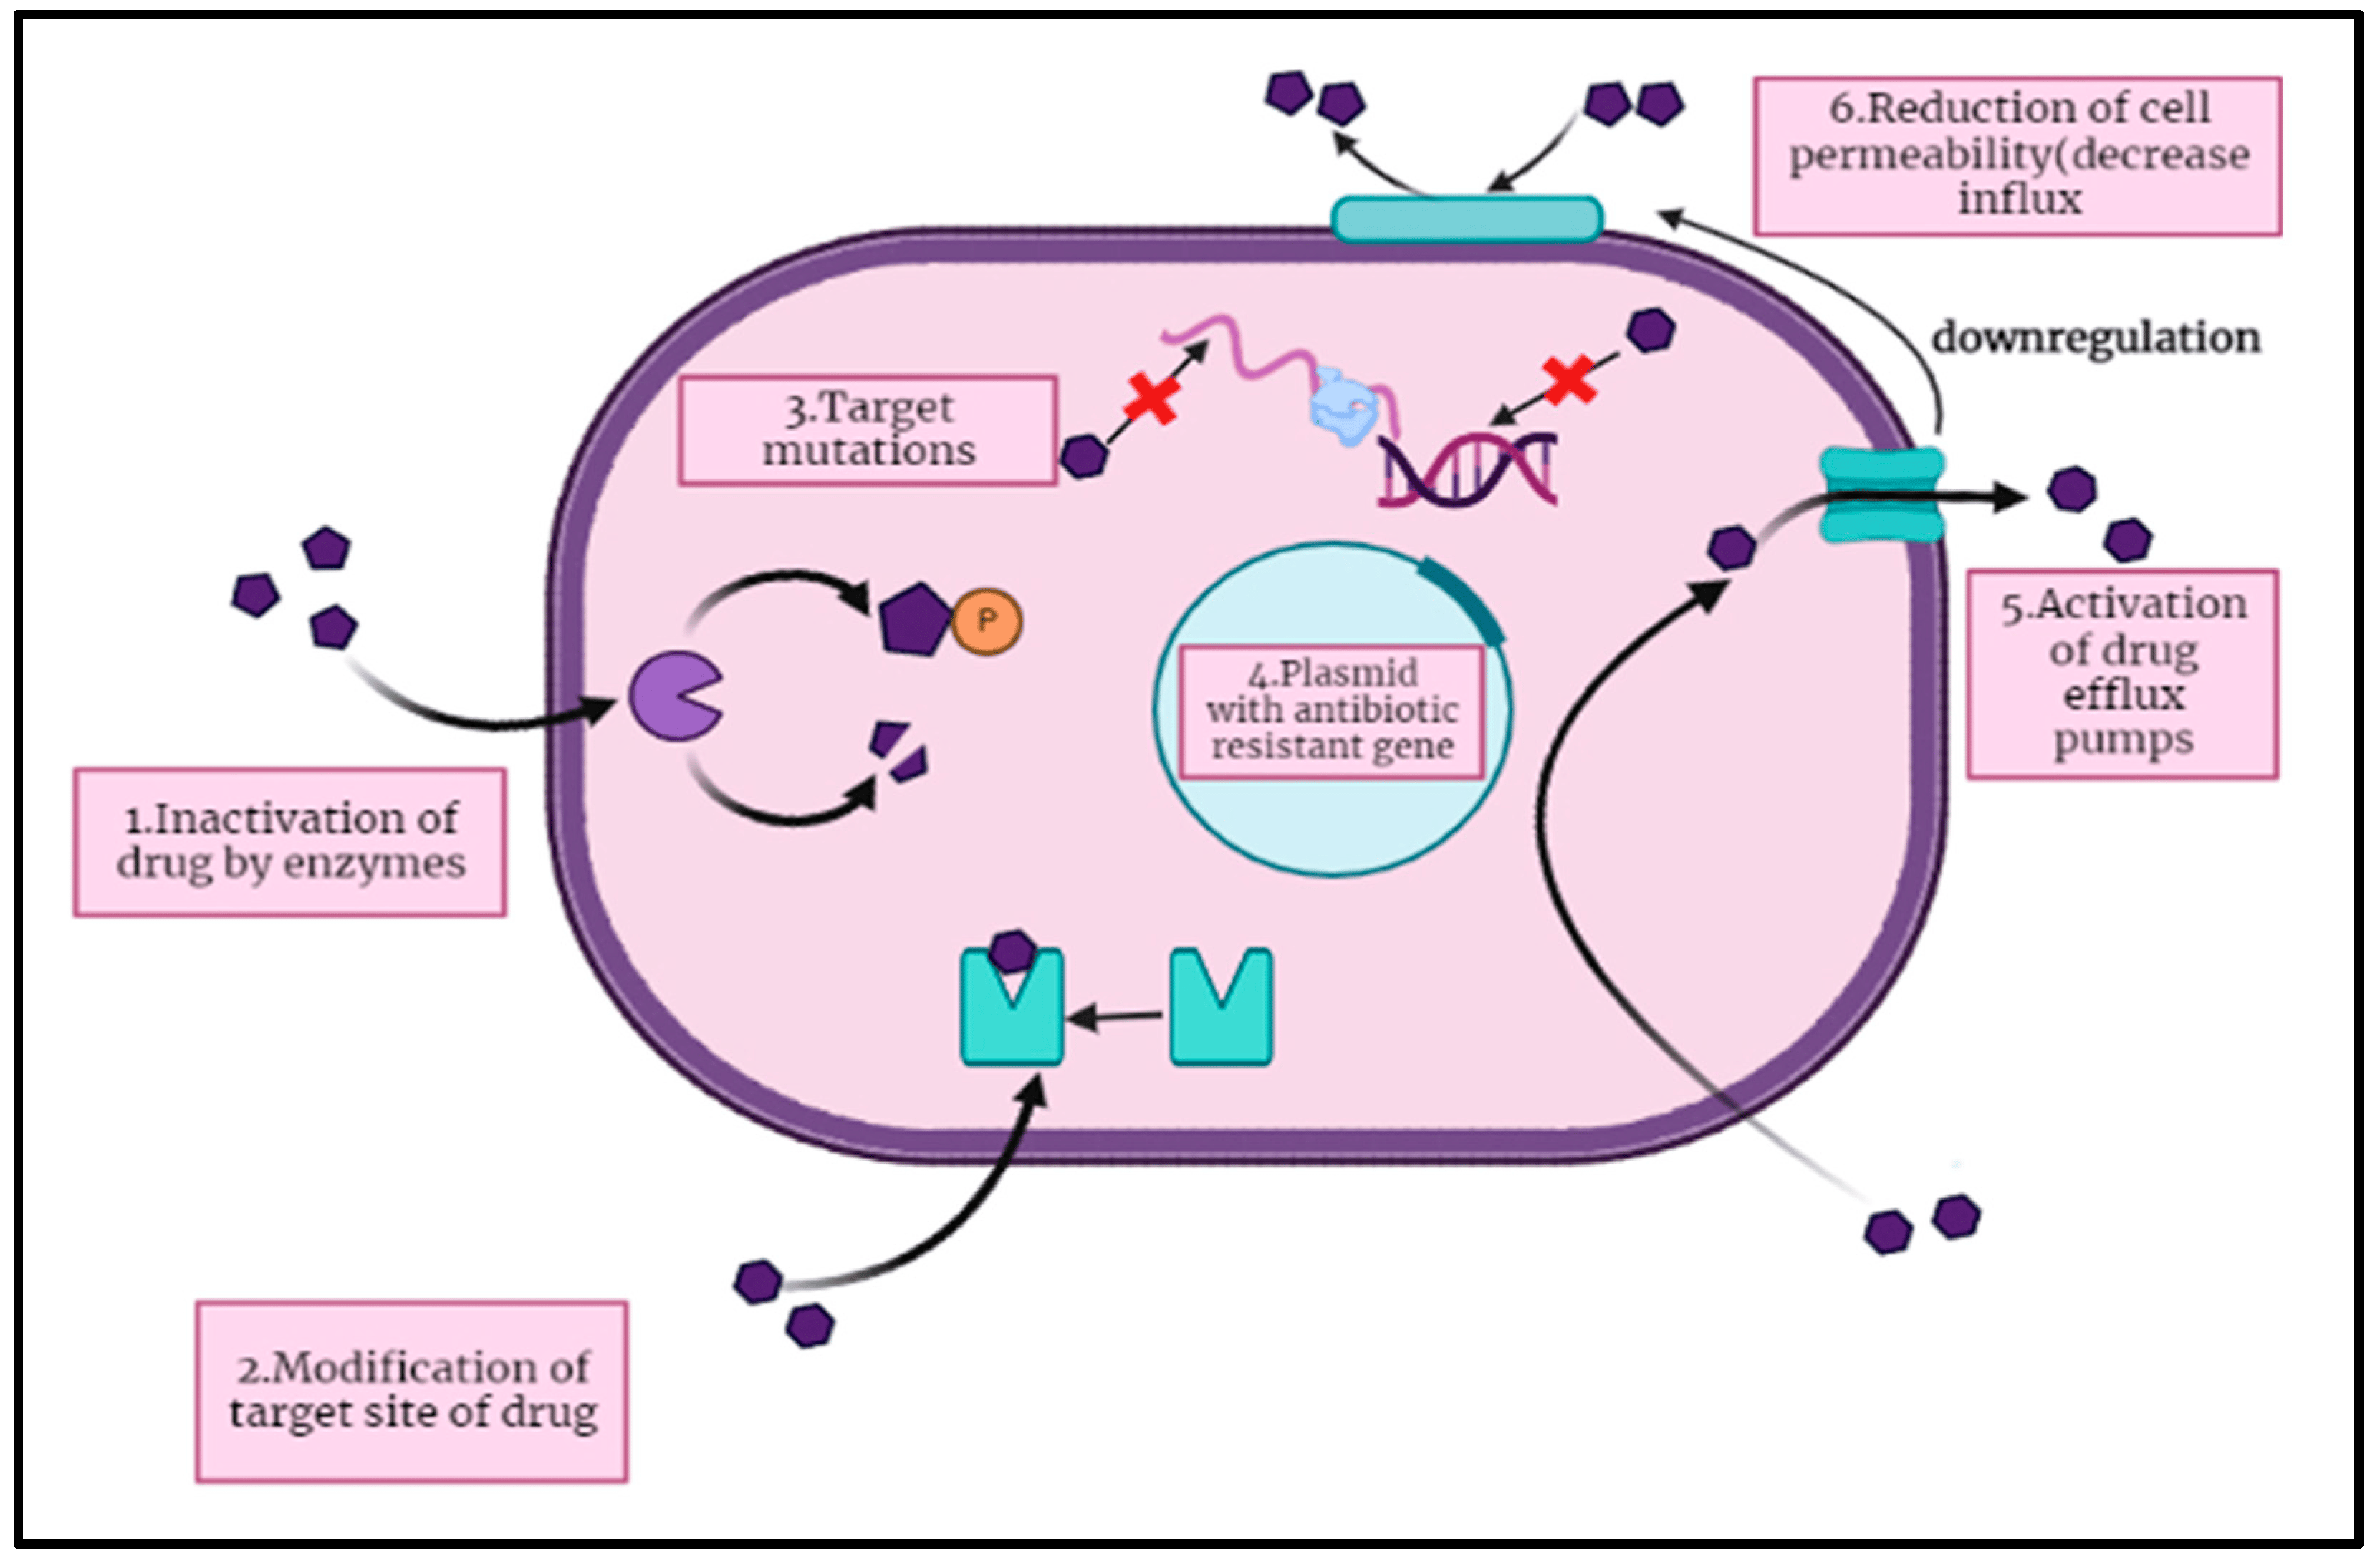 6.Reduction of cell
permeability(decrease
influx
downregulation
3.Target
mutations
P
4.Plasmid
with antibiotic
resistant gene
5.Activation
of drug
efflux
pumps
1.Inactivation of
drug by enzymes
2.Modification of
target site of drug